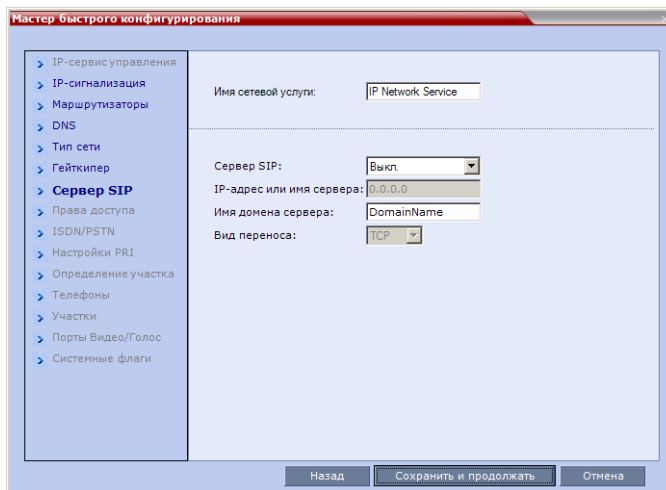 Мастер быстрого конфигурирования
IP-сервис управления
IP-сигнализация
Маршрутизаторы
DNS
Тип сети
Гейткипер
Сервер SIP
Права доступа
ISDN/PSTN
Настройки PRI
Определение участка
Телефоны
Участки
Порты Видео/Голос
Системные флаги
Имя сетевой услуги: IP Network Service
Сервер SIP: Выкл.
IP-адрес или имя сервера: 0.0.0.0
Имя домена сервера: DomainName
Вид переноса: TCP
Назад Сохранить и продолжать Отмена